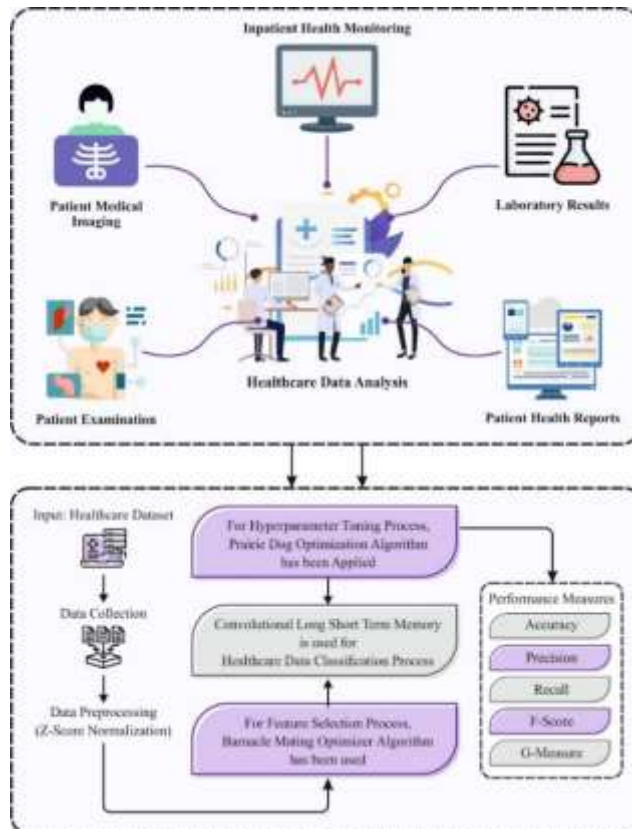 Inpatient Health Monitoring
Patient Medical
Imaging
Laboratory Results
Patient Examination
Healthcare Data Analysis
Patient Health Reports
Input: Healthcare Dataset
Data Collection
Data Preprocessing
(Z-Score Normalization)
For Hyperparameter Tuning Process,
Prairie Dog Optimization Algorithm
has been Applied
Convolutional Long Short Term Memory
is used for
Healthcare Data Classification Process
For Feature Selection Process,
Barnacle Mating Optimizer Algorithm
has been used
Performance Measures
Accuracy
Precision
Recall
F-Score
G-Measure